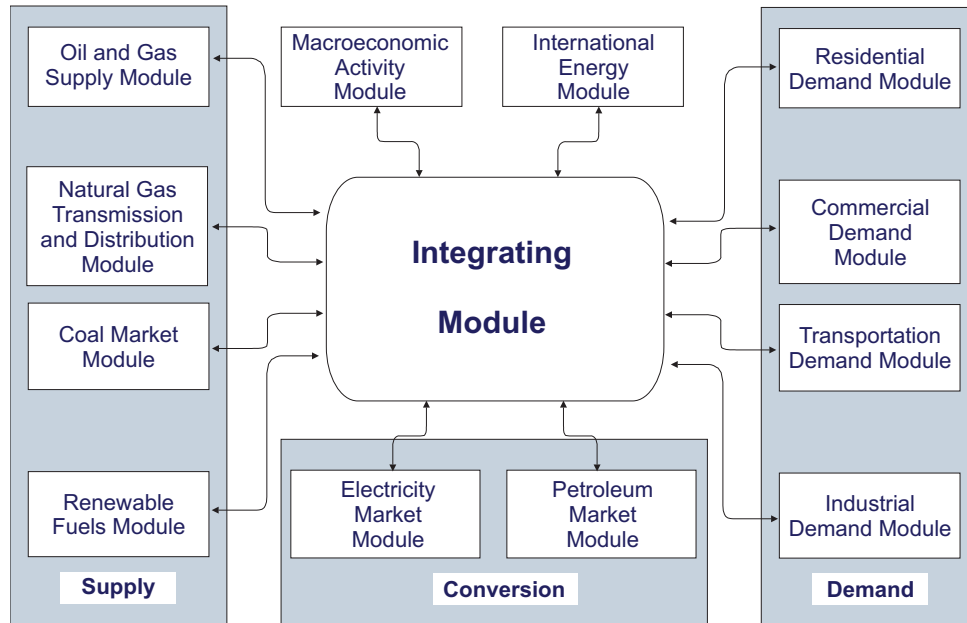 Oil and Gas
Supply Module
Natural Gas
Transmission
and Distribution
Module
Coal Market
Module
Renewable
Fuels Module
Supply
Macroeconomic
Activity
Module
International
Energy
Module
Integrating
Module
Electricity
Market
Module
Petroleum
Market
Module
Conversion
Residential
Demand Module
Commercial
Demand
Module
Transportation
Demand Module
Industrial
Demand Module
Demand